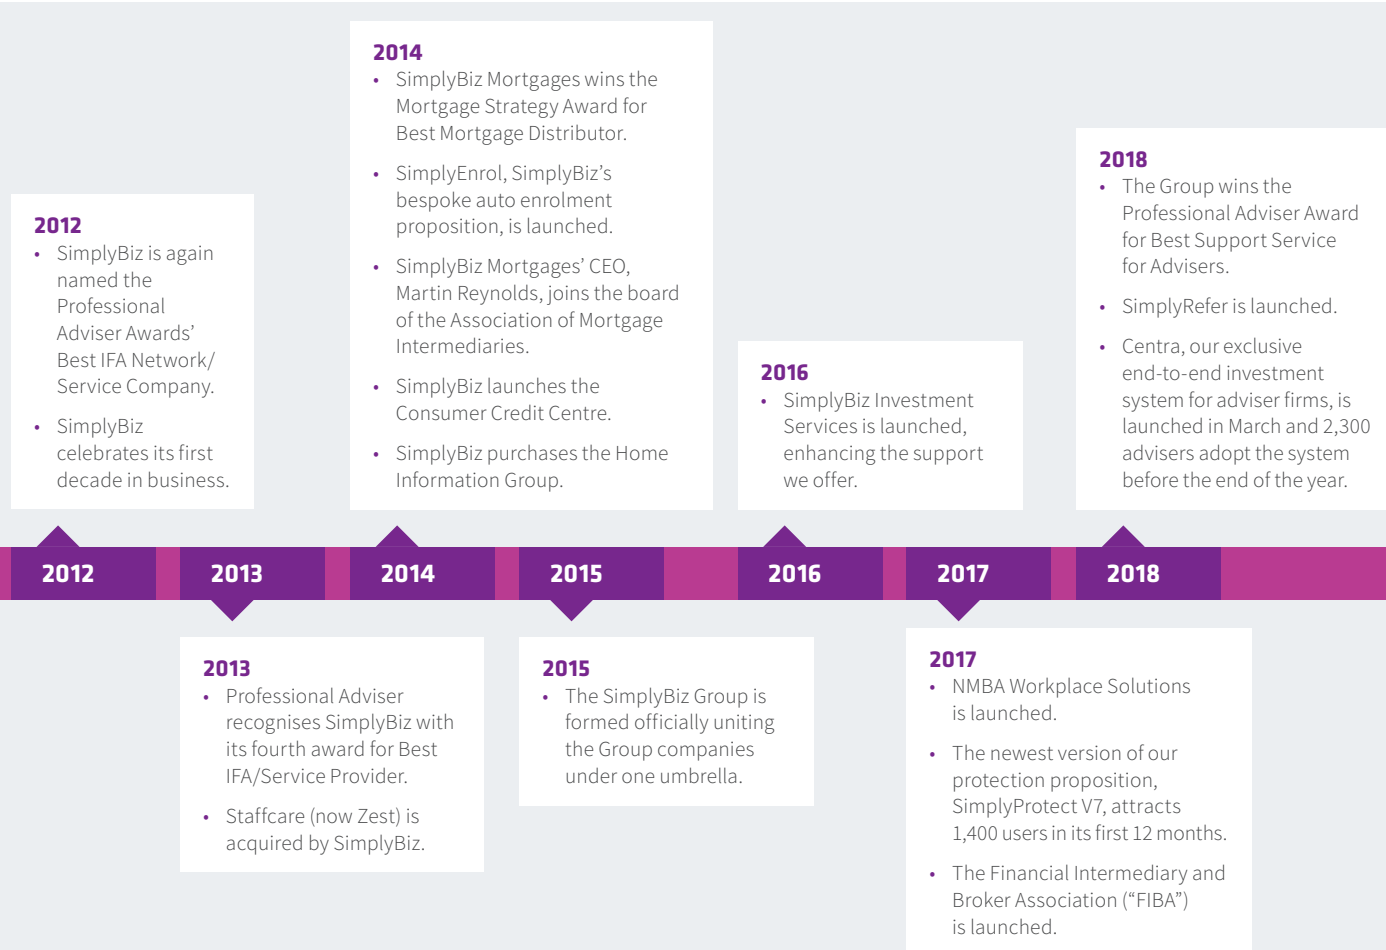 2012
• SimplyBiz is again
named the
Professional
Adviser Awards’
Best IFA Network/
Service Company.
• SimplyBiz
celebrates its first
decade in business.
2014
• SimplyBiz Mortgages wins the
Mortgage Strategy Award for
Best Mortgage Distributor.
• SimplyEnrol, SimplyBiz’s
bespoke auto enrolment
proposition, is launched.
• SimplyBiz Mortgages’ CEO,
Martin Reynolds, joins the board
of the Association of Mortgage
Intermediaries.
• SimplyBiz launches the
Consumer Credit Centre.
• SimplyBiz purchases the Home
Information Group.
2016
• SimplyBiz Investment
Services is launched,
enhancing the support
we offer.
2018
• The Group wins the
Professional Adviser Award
for Best Support Service
for Advisers.
• SimplyRefer is launched.
• Centra, our exclusive
end-to-end investment
system for adviser firms, is
launched in March and 2,300
advisers adopt the system
before the end of the year.
2012
2013
2014
2015
2016
2017
2018
2013
• Professional Adviser
recognises SimplyBiz with
its fourth award for Best
IFA/Service Provider.
• Staffcare (now Zest) is
acquired by SimplyBiz.
2015
• The SimplyBiz Group is
formed officially uniting
the Group companies
under one umbrella.
2017
• NMBA Workplace Solutions
is launched.
• The newest version of our
protection proposition,
SimplyProtect V7, attracts
1,400 users in its first 12 months.
• The Financial Intermediary and
Broker Association (“FIBA”)
is launched.